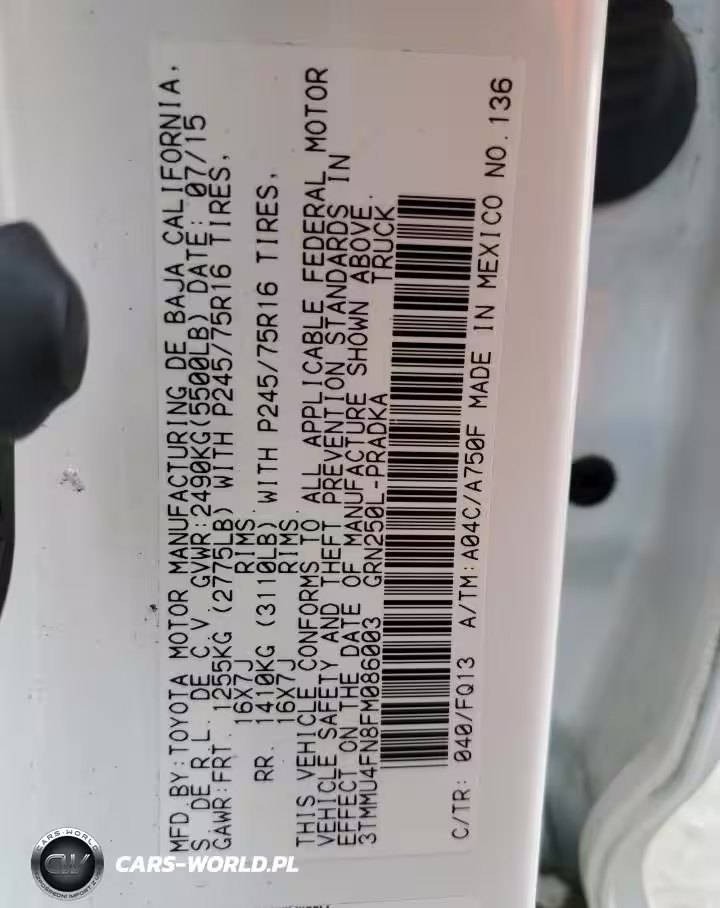 MFD.BY:TOYOTA MOTOR MANUFACTURING DE BAJA CALIFORNIA,
S. DE R.L. DE C.V. GVWR:2490KG(5500LB) DATE: 07/15
GAWR:FRT. 1255KG (2775LB) WITH P245/75R16 TIRES,
16X7J RIMS.
RR. 1410KG (3110LB) WITH P245/75R16 TIRES,
16X7J RIMS.
THIS VEHICLE CONFORMS TO ALL APPLICABLE FEDERAL MOTOR
VEHICLE SAFETY AND THEFT PREVENTION STANDARDS IN
EFFECT ON THE DATE OF MANUFACTURE SHOWN ABOVE.
3TMMU4FN8FM086003 GRN250L-PRADKA TRUCK
C/TR: 040/FQ13 A/TM:A04C/A750F MADE IN MEXICO NO.136
CARS-WORLD
CW
CARS-WORLD.PL